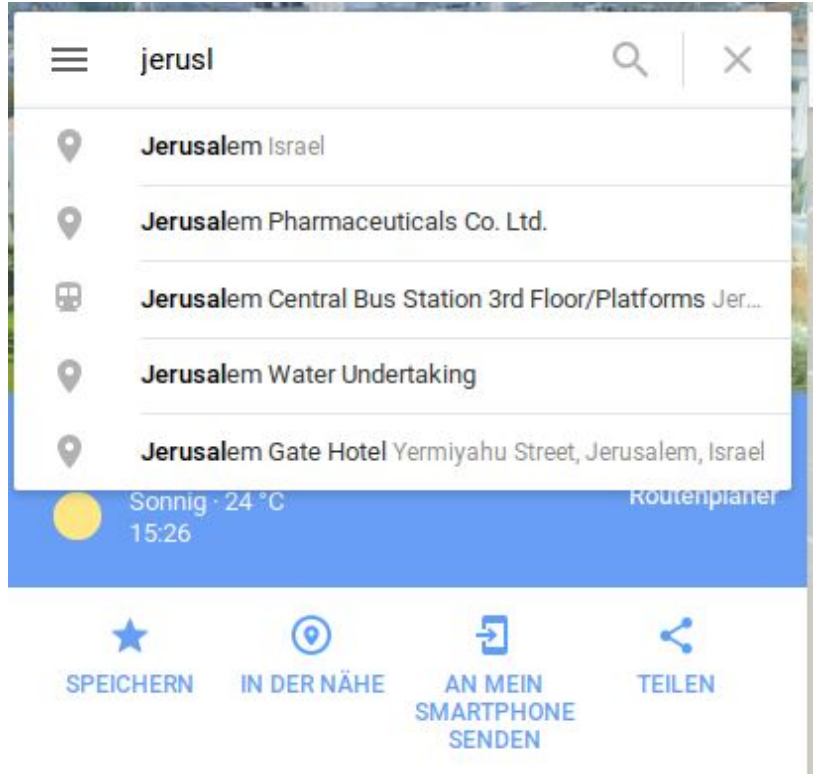 jerusl
Jerusalem Israel
Jerusalem Pharmaceuticals Co. Ltd.
Jerusalem Central Bus Station 3rd Floor/Platforms Jer...
Jerusalem Water Undertaking
Jerusalem Gate Hotel Yermiyahu Street, Jerusalem, Israel
Sonnig · 24 °C
Routenplaner
15:26
SPEICHERN
IN DER NÄHE
AN MEIN
SMARTPHONE
SENDEN
TEILEN